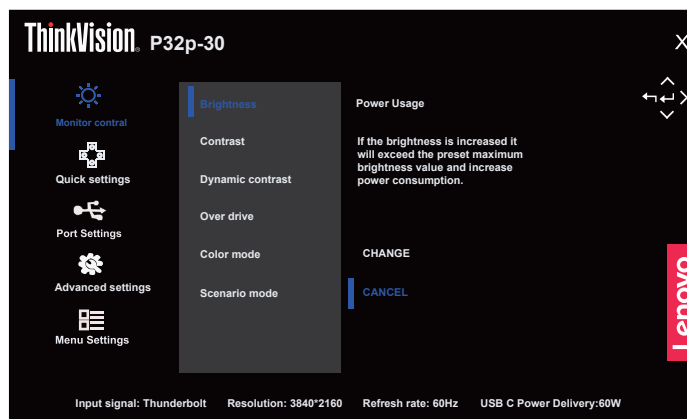 ThinkVision. P32p-30
X
Monitor contral
Quick settings
Port Settings
Advanced settings
Menu Settings
Brightness
Contrast
Dynamic contrast
Over drive
Color mode
Scenario mode
Power Usage
If the brightness is increased it
will exceed the preset maximum
brightness value and increase
power consumption.
CHANGE
CANCEL
Lenovo
Input signal: Thunderbolt Resolution: 3840*2160 Refresh rate: 60Hz USB C Power Delivery:60W